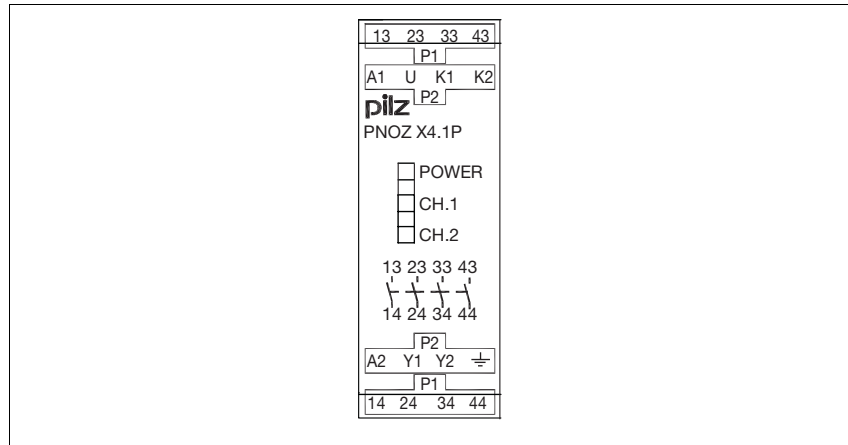 13 23 33 43
P1
A1 U K1 K2
P2
pilz
PNOZ X4.1P
POWER
CH.1
CH.2
13 23 33 43
14 24 34 44
P2
A2 Y1 Y2
P1
14 24 34 44